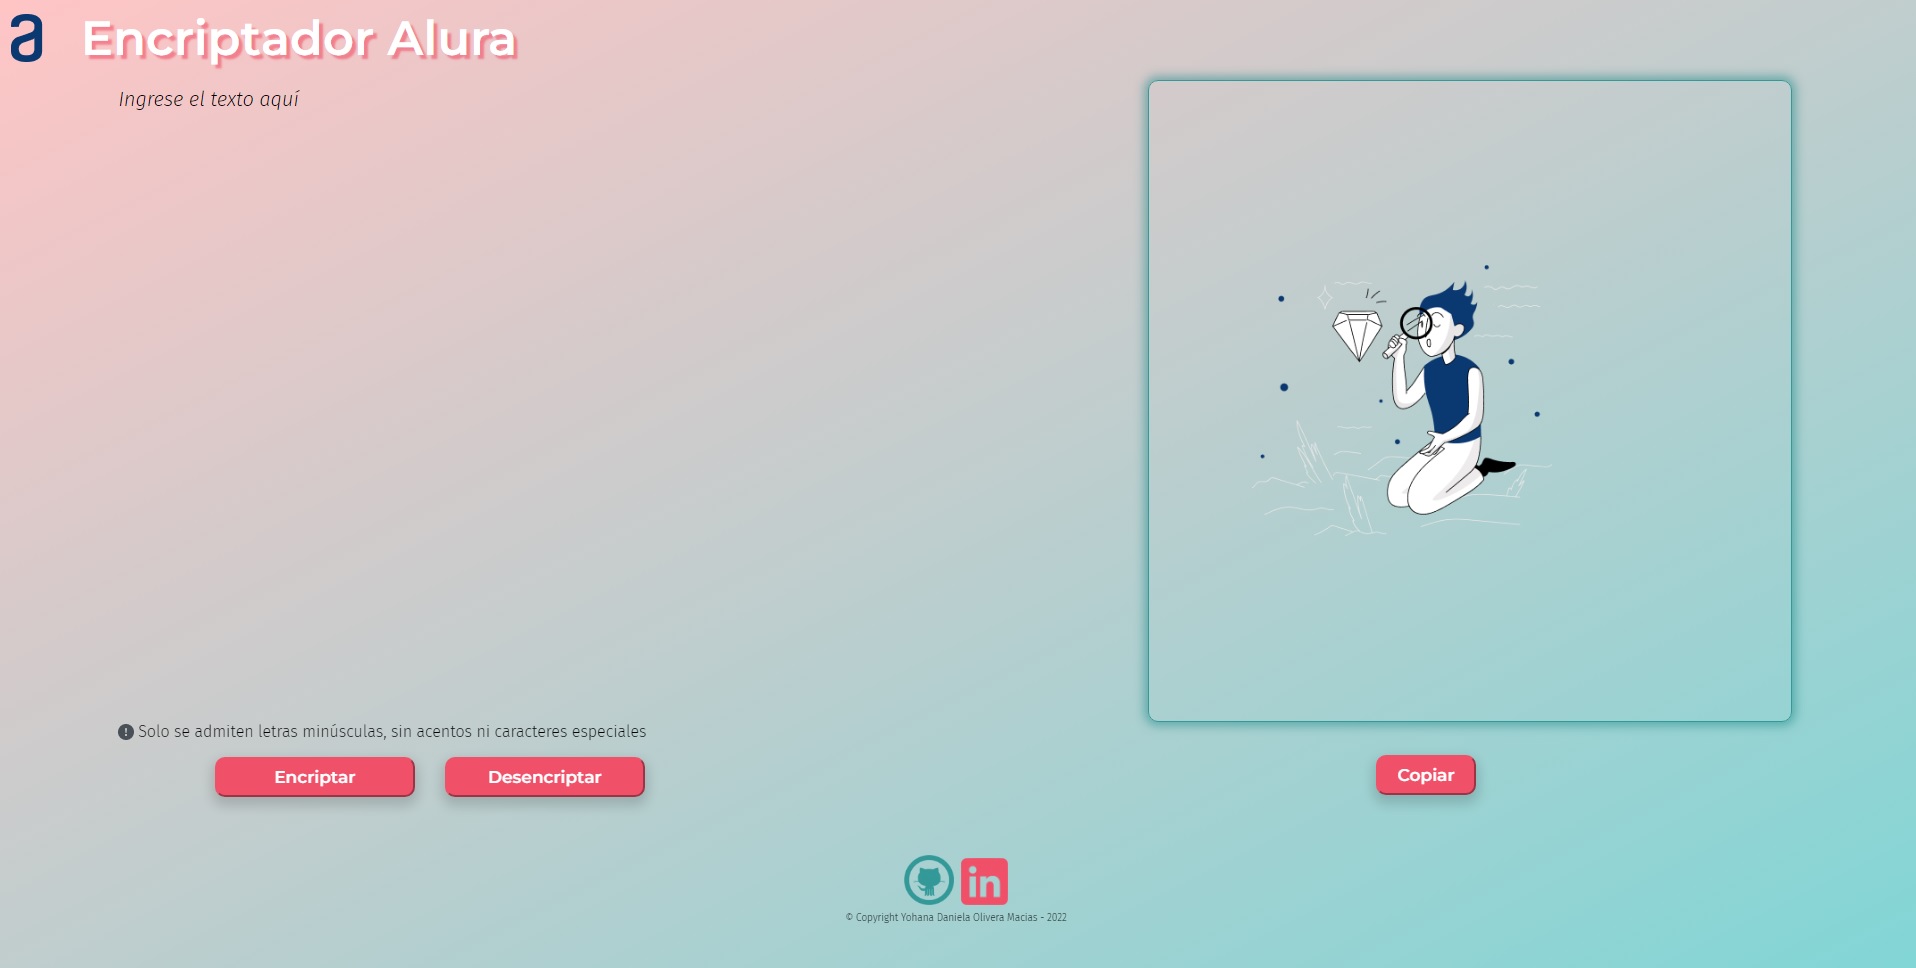 a
Encriptador Alura
Ingrese el texto aquí
! Solo se admiten letras minúsculas, sin acentos ni caracteres especiales
Encriptar
Desencriptar
Copiar
in
© Copyright Yohana Daniela Olivera Macias - 2022